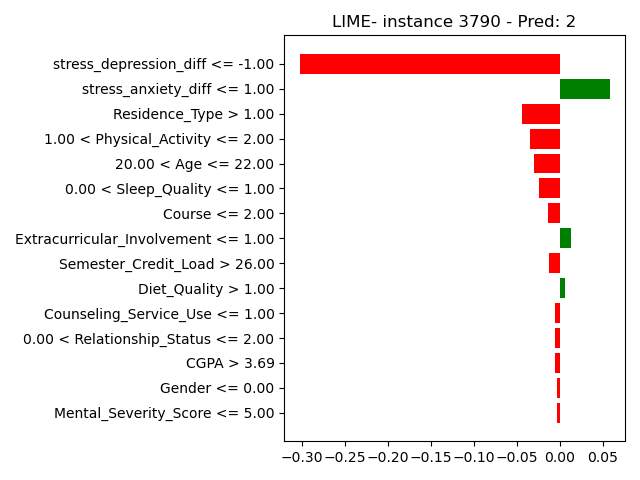 LIME- instance 3790 - Pred: 2
stress_depression_diff <= -1.00
stress_anxiety_diff <= 1.00
Residence_Type > 1.00
1.00 < Physical_Activity <= 2.00
20.00 < Age <= 22.00
0.00 < Sleep_Quality <= 1.00
Course <= 2.00
Extracurricular_Involvement <= 1.00
Semester_Credit_Load > 26.00
Diet_Quality > 1.00
Counseling_Service_Use <= 1.00
0.00 < Relationship_Status <= 2.00
CGPA > 3.69
Gender <= 0.00
Mental_Severity_Score <= 5.00
−0.30 −0.25 −0.20 −0.15 −0.10 −0.05 0.00 0.05